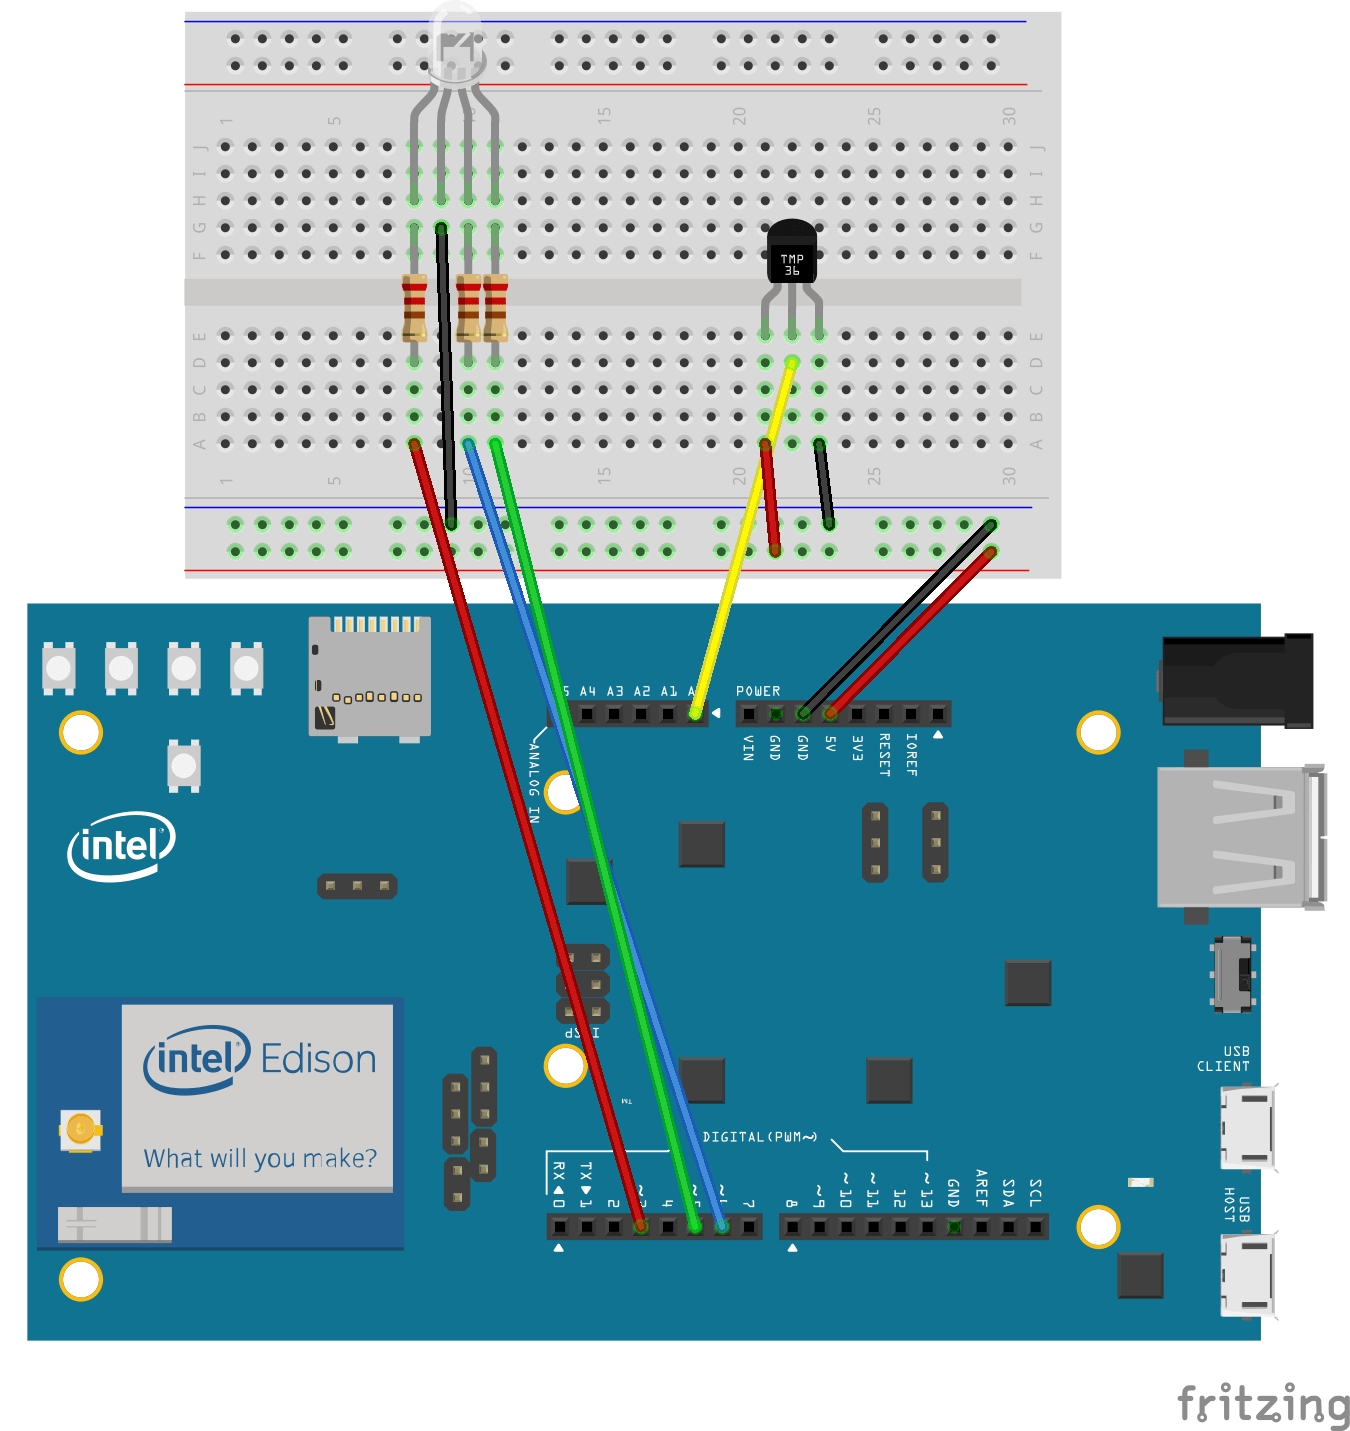 1 5 10 15 20 25 30
J J
I I
H H
G G
F F
TMP
36
E E
D D
C C
B B
A A
1 5 10 15 20 25 30
A4 A3 A2 A1
POWER
VIN GND GND 5V 3V3 RESET IOREF
ANALOG IN
intel
ICSP
intel Edison
What will you make?
USB
CLIENT
TM
DIGITAL(PWM~)
RX 0 TX 1 2 ~3 4 ~5 ~6 7 8 ~9 ~10 ~11 12 ~13 GND AREF SDA SCL
USB
HOST
fritzing